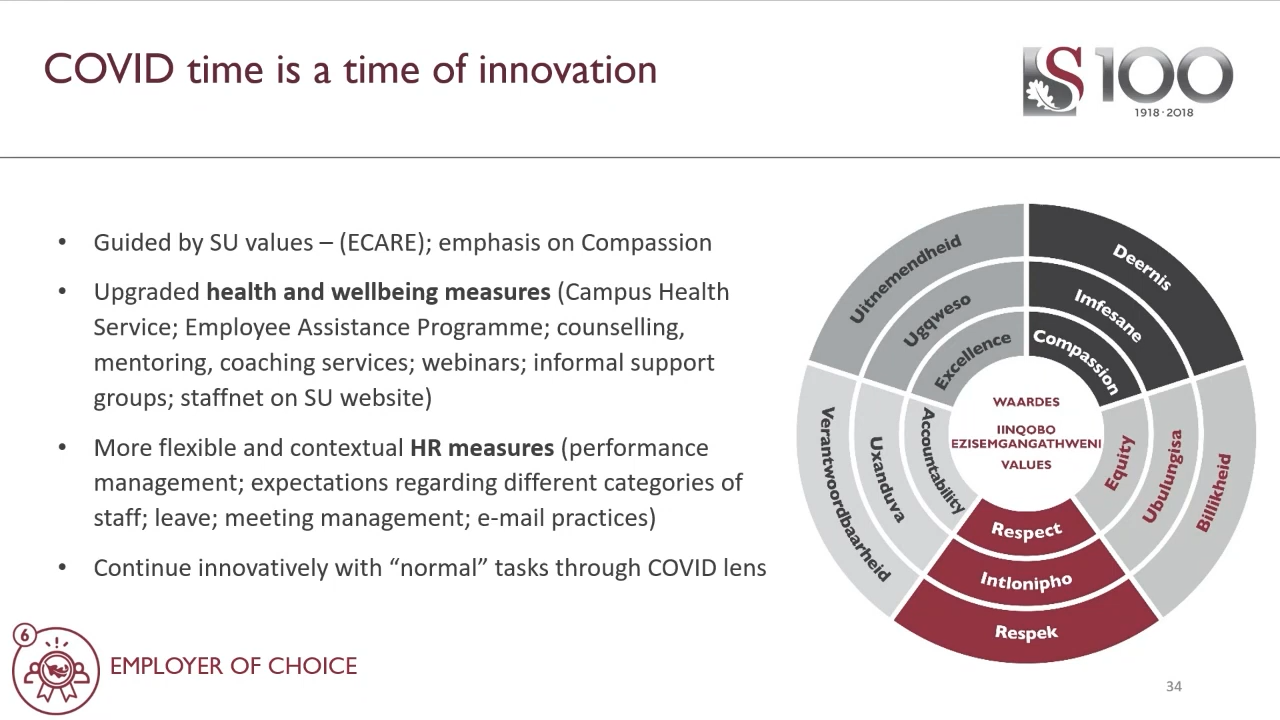 COVID time is a time of innovation
S100
1918·2018
• Guided by SU values – (ECARE); emphasis on Compassion
• Upgraded health and wellbeing measures (Campus Health
Service; Employee Assistance Programme; counselling,
mentoring, coaching services; webinars; informal support
groups; staffnet on SU website)
• More flexible and contextual HR measures (performance
management; expectations regarding different categories of
staff; leave; meeting management; e-mail practices)
• Continue innovatively with “normal” tasks through COVID lens
Uitnemendheid
Ugqweso
Excellence
Deernis
Imfesane
Compassion
Verantwoordbaarheid
Uxanduva
Accountability
WAARDES
IINQOBO
EZISEMGANGATHWENI
VALUES
Equity
Ubulungisa
Billikheid
Respect
Intlonipho
Respek
6
EMPLOYER OF CHOICE
34